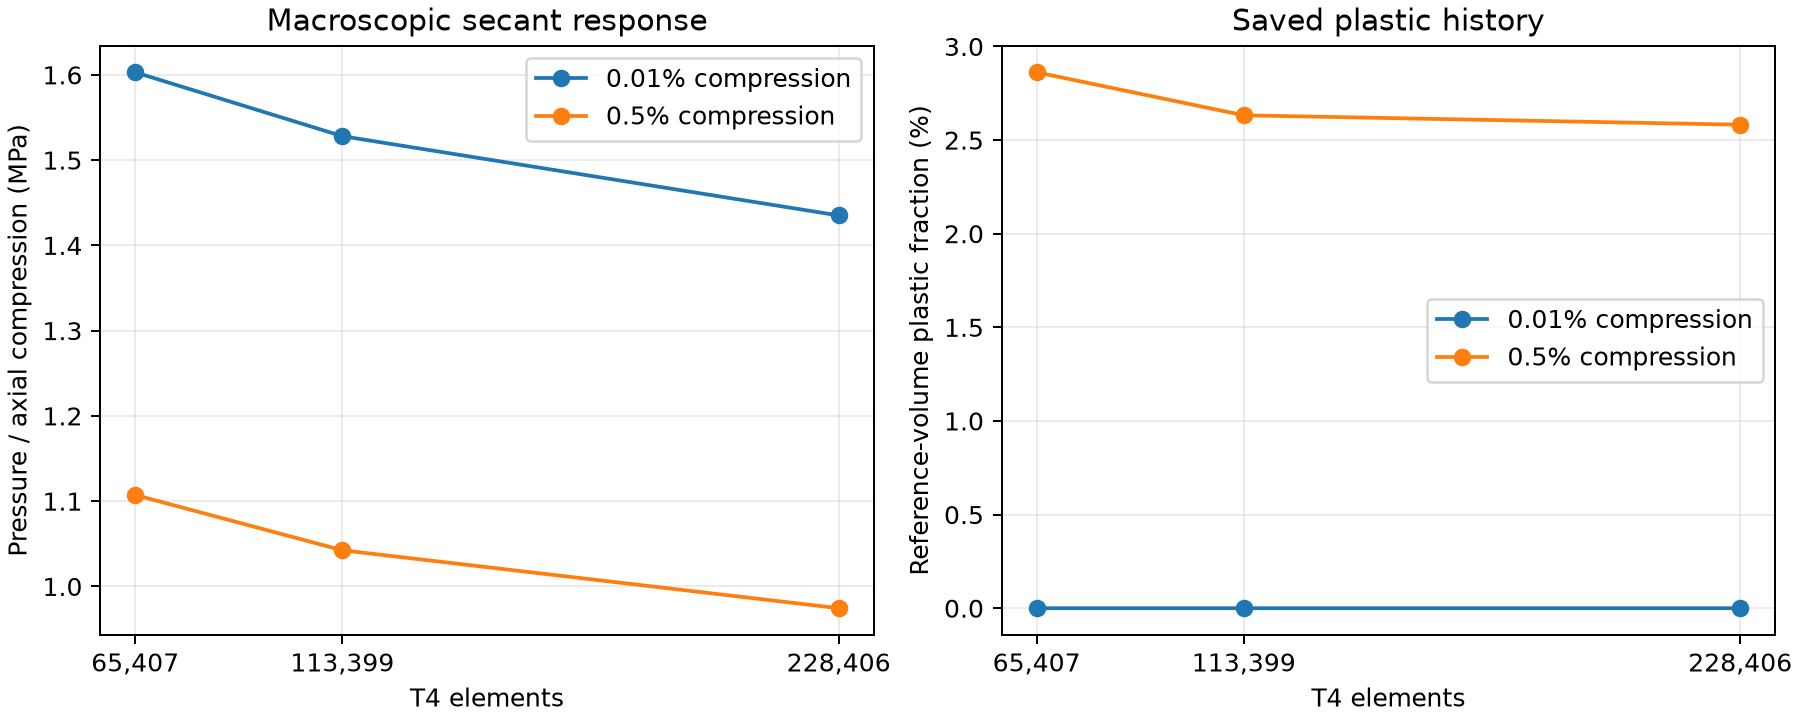 Macroscopic secant response
Pressure / axial compression (MPa)
1.6
1.5
1.4
1.3
1.2
1.1
1.0
0.01% compression
0.5% compression
65,407
113,399
228,406
T4 elements
Saved plastic history
Reference-volume plastic fraction (%)
3.0
2.5
2.0
1.5
1.0
0.5
0.0
0.01% compression
0.5% compression
65,407
113,399
228,406
T4 elements